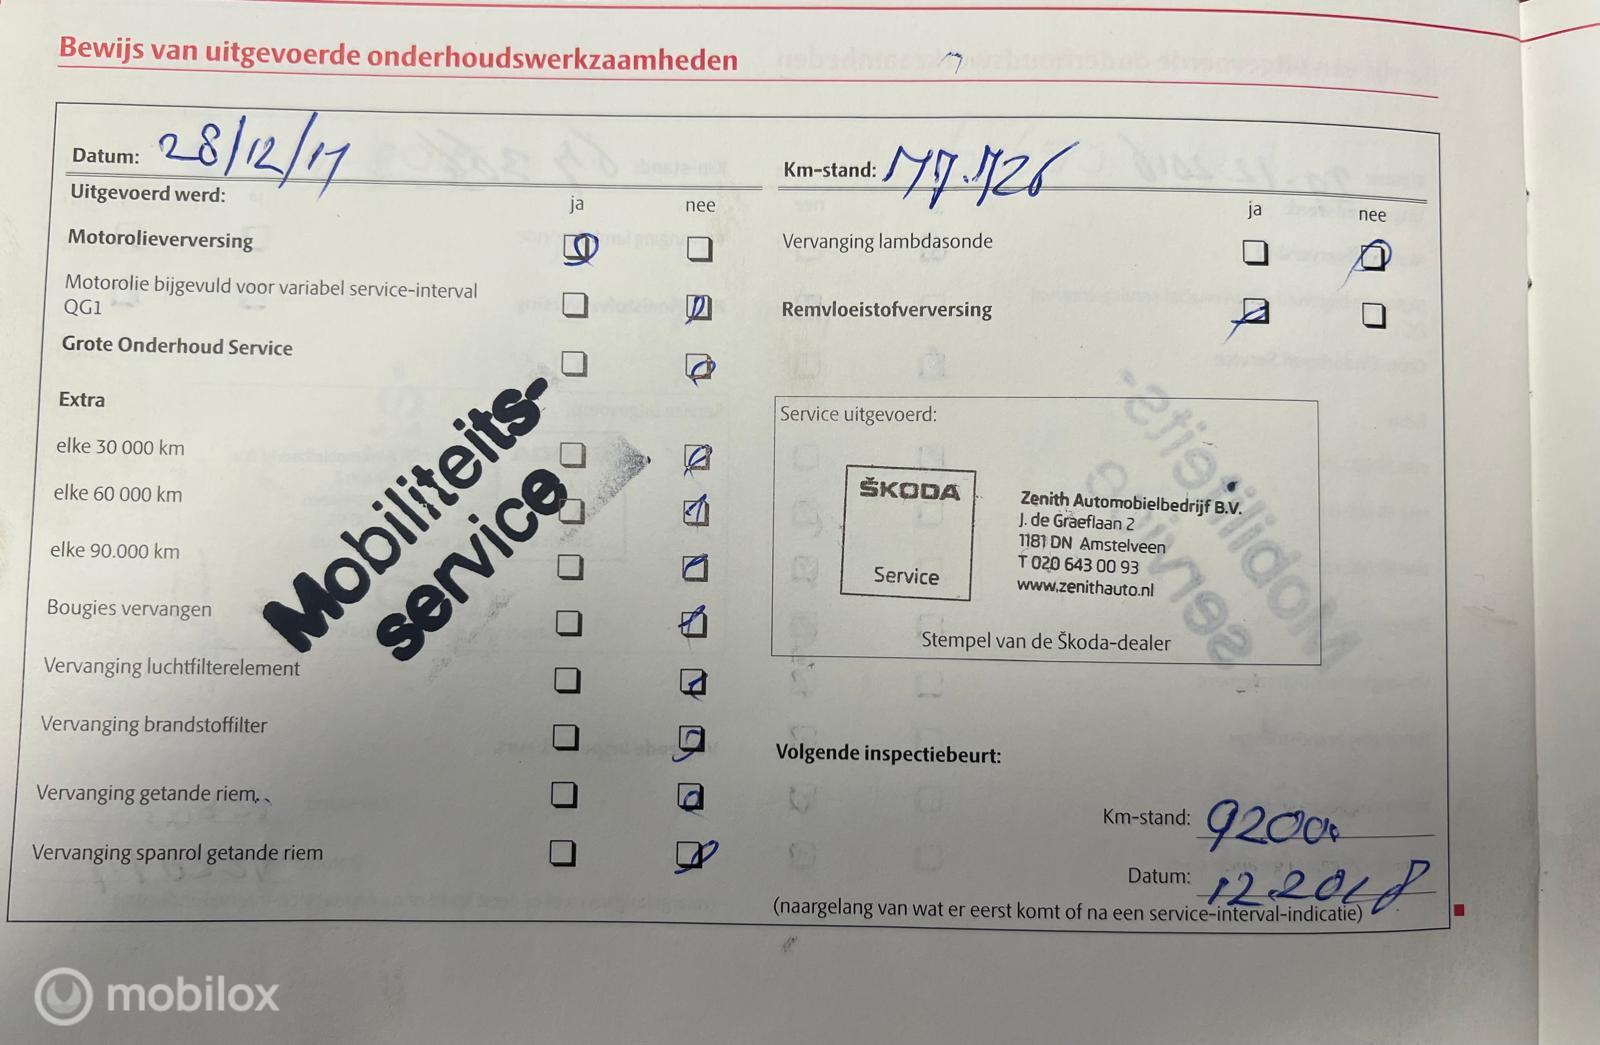 Bewijs van uitgevoerde onderhoudswerkzaamheden
Datum: 28/12/17
Uitgevoerd werd:
ja nee
Motorolieverversing
Motorolie bijgevuld voor variabel service-interval
QG1
Grote Onderhoud Service
Extra
elke 30 000 km
elke 60 000 km
elke 90.000 km
Bougies vervangen
Vervanging luchtfilterelement
Vervanging brandstoffilter
Vervanging getande riem
Vervanging spanrol getande riem
Mobiliteits-
service
Km-stand:
ja nee
Vervanging lambdasonde
Remvloeistofverversing
Service uitgevoerd:
ŠKODA
Service
Zenith Automobielbedrijf B.V.
J. de Graeflaan 2
1181 DN Amstelveen
T 020 643 00 93
www.zenithauto.nl
Stempel van de Škoda-dealer
Volgende inspectiebeurt:
Km-stand: 92000
Datum: 12.2018
(naargelang van wat er eerst komt of na een service-interval-indicatie)
mobilox